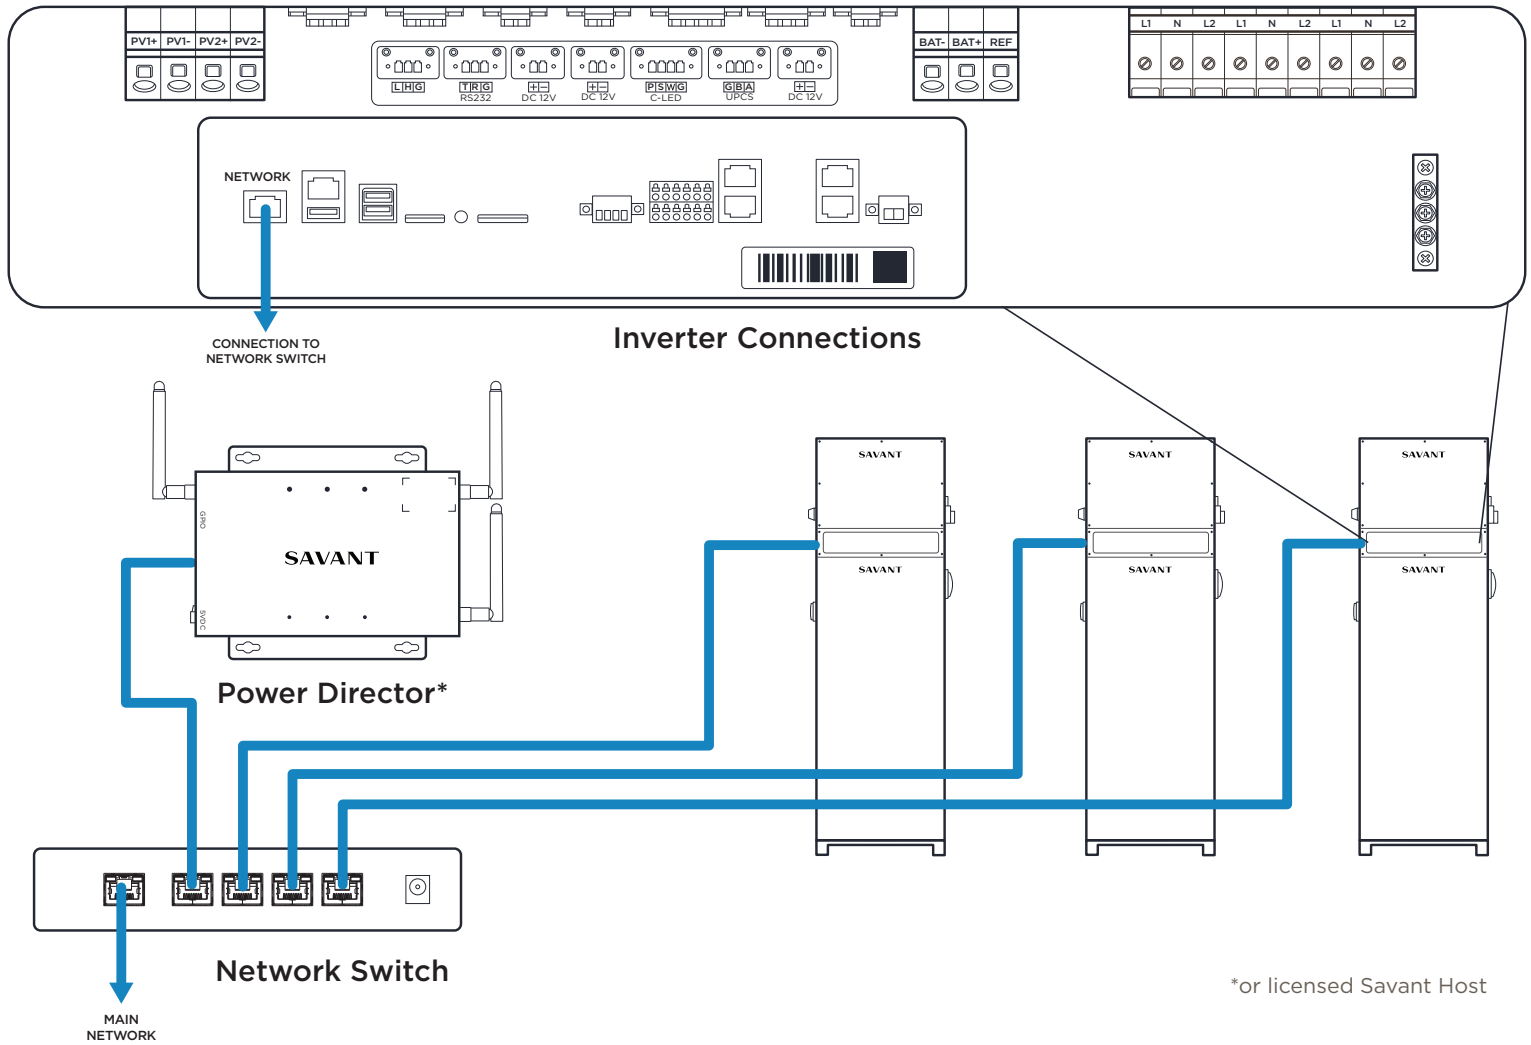 PV1+ PV1- PV2+ PV2-
BAT- BAT+ REF
L1 N L2 L1 N L2 L1 N L2
L H G
T R G
RS232
+ −
DC 12V
+ −
DC 12V
P S W G
C-LED
G B A
UPCS
+ −
DC 12V
NETWORK
CONNECTION TO
NETWORK SWITCH
Inverter Connections
GPIO
SAVANT
5VDC
Power Director*
SAVANT
SAVANT
SAVANT
SAVANT
SAVANT
SAVANT
Network Switch
*or licensed Savant Host
MAIN
NETWORK